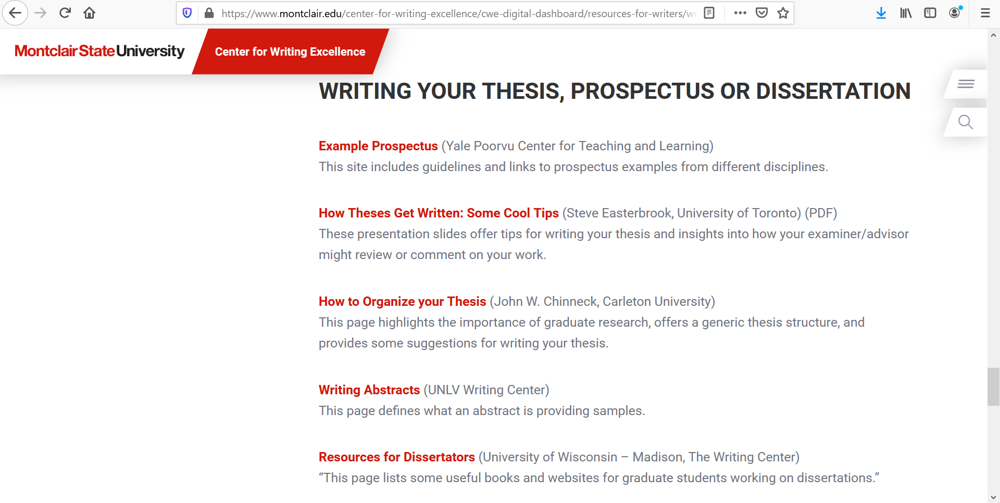 https://www.montclair.edu/center-for-writing-excellence/cwe-digital-dashboard/resources-for-writers/wr
MontclairStateUniversity
Center for Writing Excellence
WRITING YOUR THESIS, PROSPECTUS OR DISSERTATION
Example Prospectus (Yale Poorvu Center for Teaching and Learning)
This site includes guidelines and links to prospectus examples from different disciplines.
How Theses Get Written: Some Cool Tips (Steve Easterbrook, University of Toronto) (PDF)
These presentation slides offer tips for writing your thesis and insights into how your examiner/advisor
might review or comment on your work.
How to Organize your Thesis (John W. Chinneck, Carleton University)
This page highlights the importance of graduate research, offers a generic thesis structure, and
provides some suggestions for writing your thesis.
Writing Abstracts (UNLV Writing Center)
This page defines what an abstract is providing samples.
Resources for Dissertators (University of Wisconsin – Madison, The Writing Center)
“This page lists some useful books and websites for graduate students working on dissertations.”